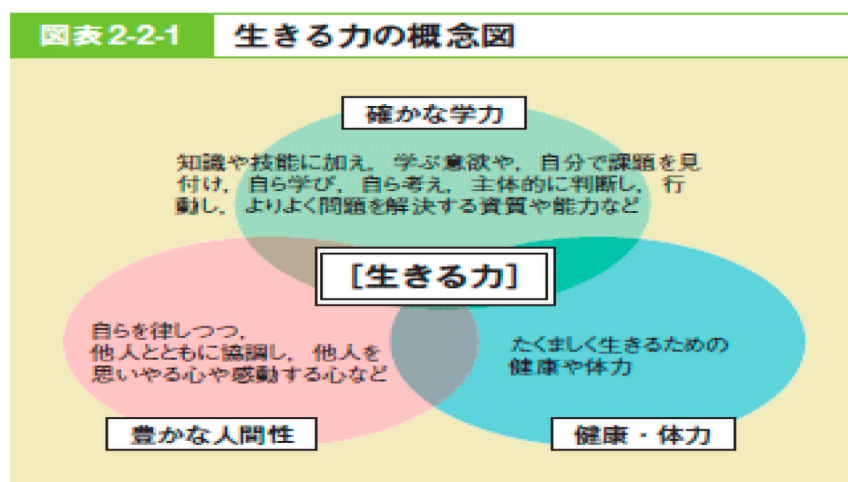 図表2-2-1 生きる力の概念図
確かな学力
知識や技能に加え，学ぶ意欲や，自分で課題を見
付け，自ら学び，自ら考え，主体的に判断し，行
動し，よりよく問題を解決する資質や能力など
［生きる力］
自らを律しつつ，
他人とともに協調し，他人を
思いやる心や感動する心など
たくましく生きるための
健康や体力
豊かな人間性
健康・体力